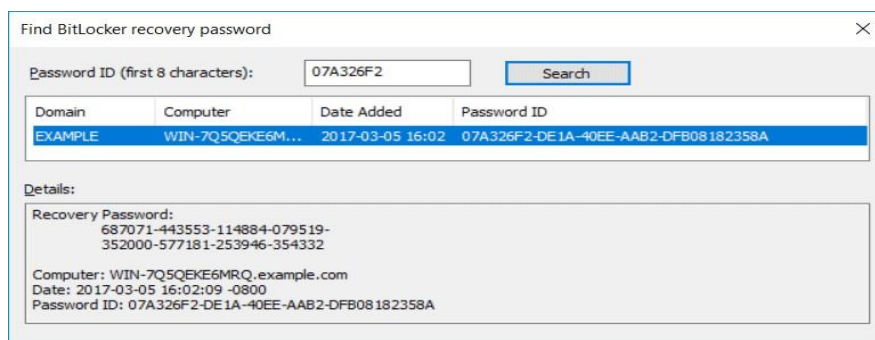 Find BitLocker recovery password
Password ID (first 8 characters): 07A326F2 Search
Domain Computer Date Added Password ID
EXAMPLE WIN-7Q5QEKE6M... 2017-03-05 16:02 07A326F2-DE1A-40EE-AAB2-DFB08182358A
Details:
Recovery Password:
687071-443553-114884-079519-
352000-577181-253946-354332
Computer: WIN-7Q5QEKE6MRQ.example.com
Date: 2017-03-05 16:02:09 -0800
Password ID: 07A326F2-DE1A-40EE-AAB2-DFB08182358A